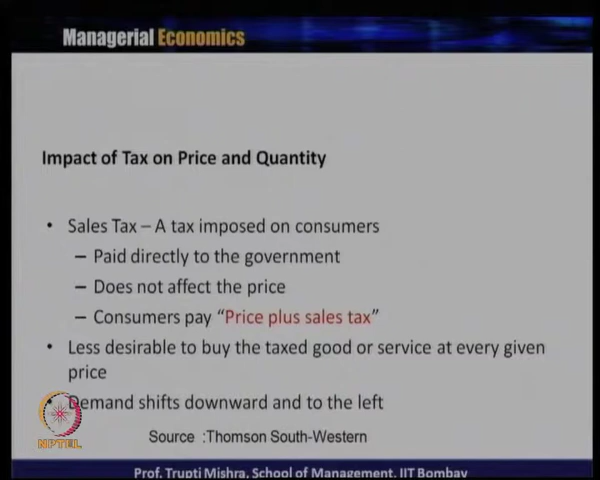 Managerial Economics
Impact of Tax on Price and Quantity
• Sales Tax – A tax imposed on consumers
– Paid directly to the government
– Does not affect the price
– Consumers pay “Price plus sales tax”
• Less desirable to buy the taxed good or service at every given
price
• Demand shifts downward and to the left
NPTEL
Source :Thomson South-Western
Prof. Trupti Mishra, School of Management, IIT Bombay